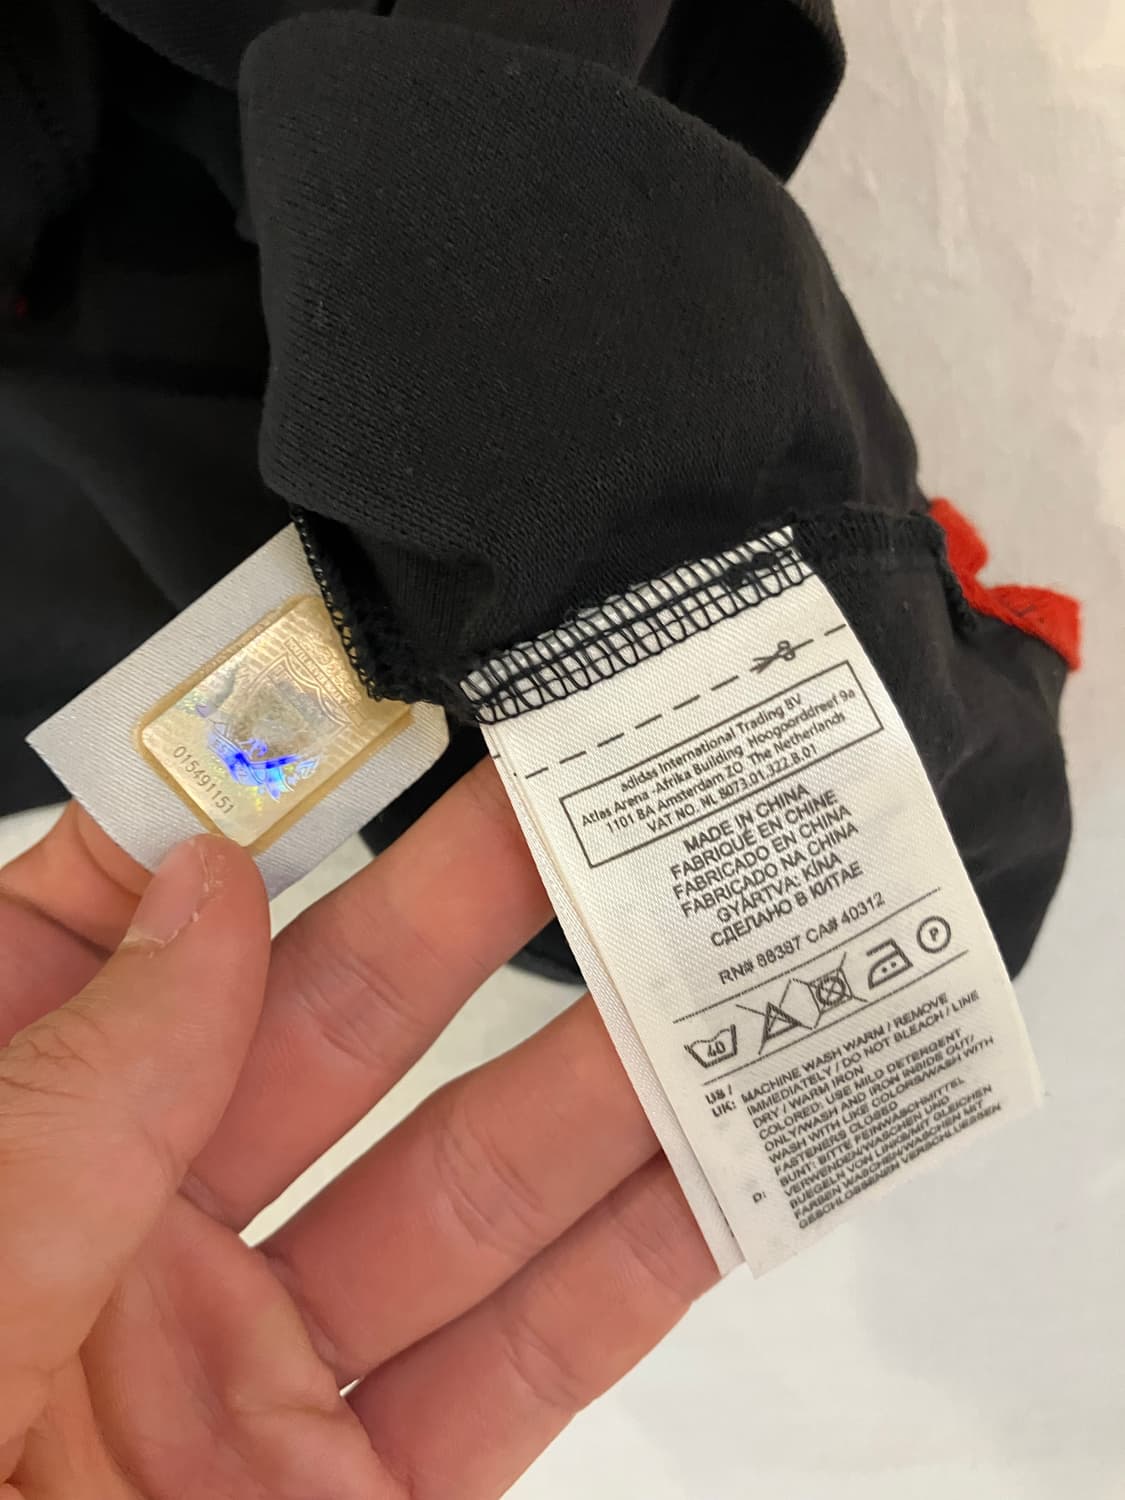 015491151
adidas International Trading BV
Atlas Arena -Afrika Building Hoogoorddreef 9a
1101 BA Amsterdam ZO The Netherlands
VAT NO. NL 8073.01.322.B.01
MADE IN CHINA
FABRIQUÉ EN CHINE
FABRICADO EN CHINA
FABRICADO NA CHINA
GYÁRTVA: KÍNA
СДЕЛАНО В КИТАЕ
RN# 88387 CA# 40312
40
P
US / UK: MACHINE WASH WARM / REMOVE
IMMEDIATELY / DO NOT BLEACH / LINE
DRY / WARM IRON
COLORED: USE MILD DETERGENT
ONLY/WASH AND IRON INSIDE OUT/
WASH WITH LIKE COLORS/WASH WITH
FASTENERS CLOSED
D: BUNT: BITTE FEINWASCHMITTEL
VERWENDEN/WASCHEN UND
BUEGELN VON LINKS/MIT GLEICHEN
FARBEN WASCHEN/WASCHEN MIT
GESCHLOSSENEN VERSCHLUESSEN